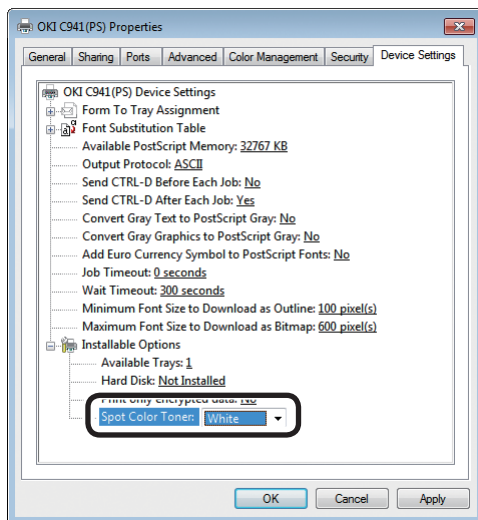 OKI C941(PS) Properties
General Sharing Ports Advanced Color Management Security Device Settings
OKI C941(PS) Device Settings
Form To Tray Assignment
Font Substitution Table
Available PostScript Memory: 32767 KB
Output Protocol: ASCII
Send CTRL-D Before Each Job: No
Send CTRL-D After Each Job: Yes
Convert Gray Text to PostScript Gray: No
Convert Gray Graphics to PostScript Gray: No
Add Euro Currency Symbol to PostScript Fonts: No
Job Timeout: 0 seconds
Wait Timeout: 300 seconds
Minimum Font Size to Download as Outline: 100 pixel(s)
Maximum Font Size to Download as Bitmap: 600 pixel(s)
Installable Options
Available Trays: 1
Hard Disk: Not Installed
Print only encrypted data: No
Spot Color Toner: White
OK Cancel Apply